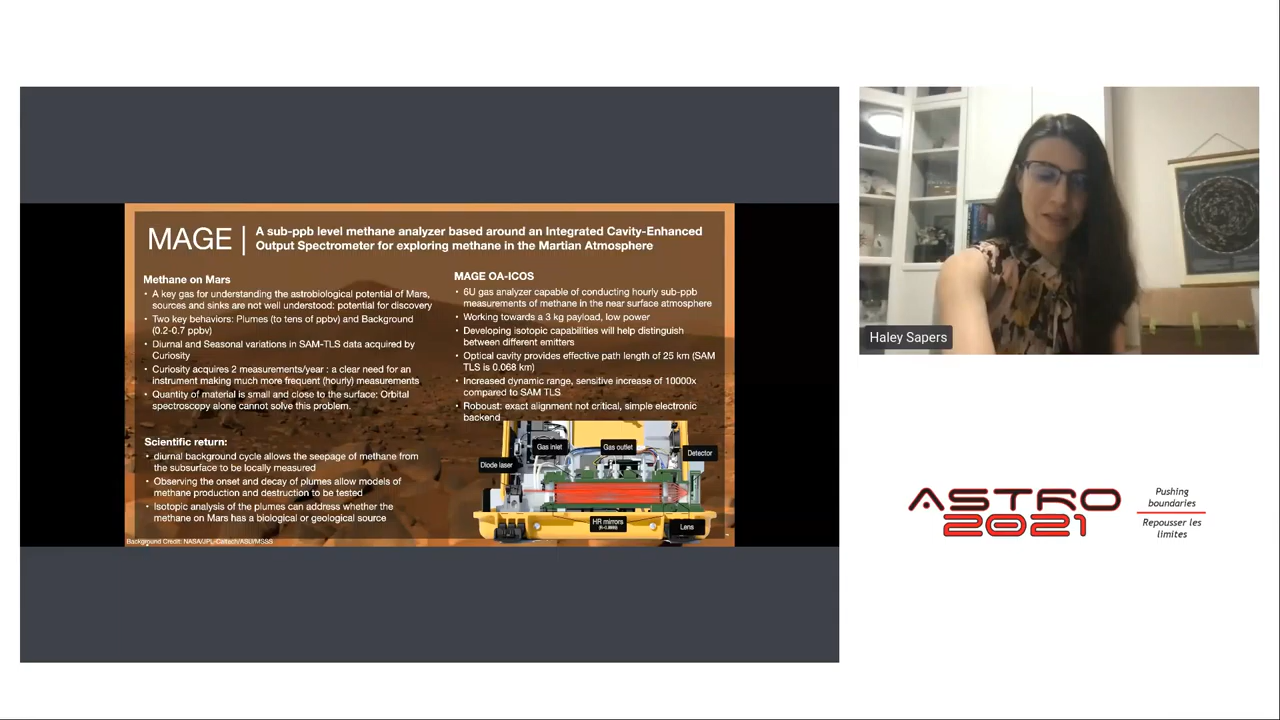 MAGE
A sub-ppb level methane analyzer based around an Integrated Cavity-Enhanced
Output Spectrometer for exploring methane in the Martian Atmosphere
Methane on Mars
• A key gas for understanding the astrobiological potential of Mars,
sources and sinks are not well understood: potential for discovery
• Two key behaviors: Plumes (to tens of ppbv) and Background
(0.2-0.7 ppbv)
• Diurnal and Seasonal variations in SAM-TLS data acquired by
Curiosity
• Curiosity acquires 2 measurements/year : a clear need for an
instrument making much more frequent (hourly) measurements
• Quantity of material is small and close to the surface: Orbital
spectroscopy alone cannot solve this problem.
Scientific return:
• diurnal background cycle allows the seepage of methane from
the subsurface to be locally measured
• Observing the onset and decay of plumes allow models of
methane production and destruction to be tested
• Isotopic analysis of the plumes can address whether the
methane on Mars has a biological or geological source
Background Credit: NASA/JPL-Caltech/ASU/MSSS
MAGE OA-ICOS
• 6U gas analyzer capable of conducting hourly sub-ppb
measurements of methane in the near surface atmosphere
• Working towards a 3 kg payload, low power
• Developing isotopic capabilities will help distinguish
between different emitters
• Optical cavity provides effective path length of 25 km (SAM
TLS is 0.068 km)
• Increased dynamic range, sensitive increase of 10000x
compared to SAM TLS
• Roboust: exact alignment not critical, simple electronic
backend
Gas inlet
Gas outlet
Detector
Diode laser
HR mirrors
Lens
Haley Sapers
ASTRO
2021
Pushing
boundaries
Repousser les
limites